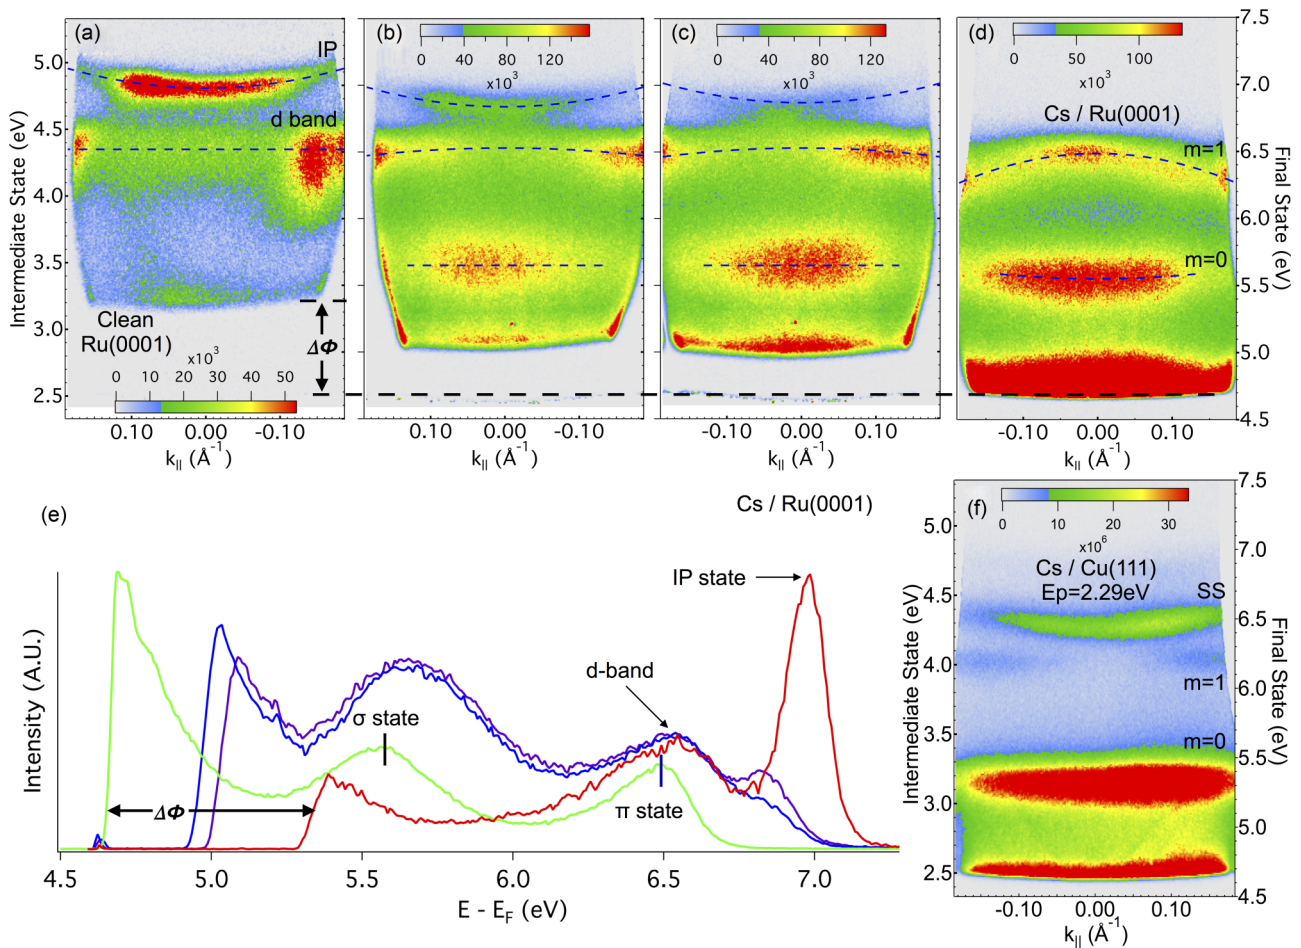 (a)
IP
d band
Clean
Ru(0001)
x10³
0 10 20 30 40 50
ΔΦ
5.0
4.5
4.0
3.5
3.0
2.5
Intermediate State (eV)
0.10 0.00 -0.10
k|| (Å⁻¹)
(b)
0 40 80 120
x10³
0.10 0.00 -0.10
k|| (Å⁻¹)
(c)
0 40 80 120
x10³
-0.10 0.00 0.10
k|| (Å⁻¹)
(d)
0 50 100
x10³
Cs / Ru(0001)
m=1
m=0
7.5
7.0
6.5
6.0
5.5
5.0
4.5
Final State (eV)
-0.10 0.00 0.10
k|| (Å⁻¹)
(e)
Cs / Ru(0001)
IP state
d-band
σ state
π state
ΔΦ
Intensity (A.U.)
4.5 5.0 5.5 6.0 6.5 7.0
E - EF (eV)
(f)
0 10 20 30
x10⁶
Cs / Cu(111)
Ep=2.29eV
SS
m=1
m=0
5.0
4.5
4.0
3.5
3.0
2.5
Intermediate State (eV)
7.5
7.0
6.5
6.0
5.5
5.0
4.5
Final State (eV)
-0.10 0.00 0.10
k|| (Å⁻¹)